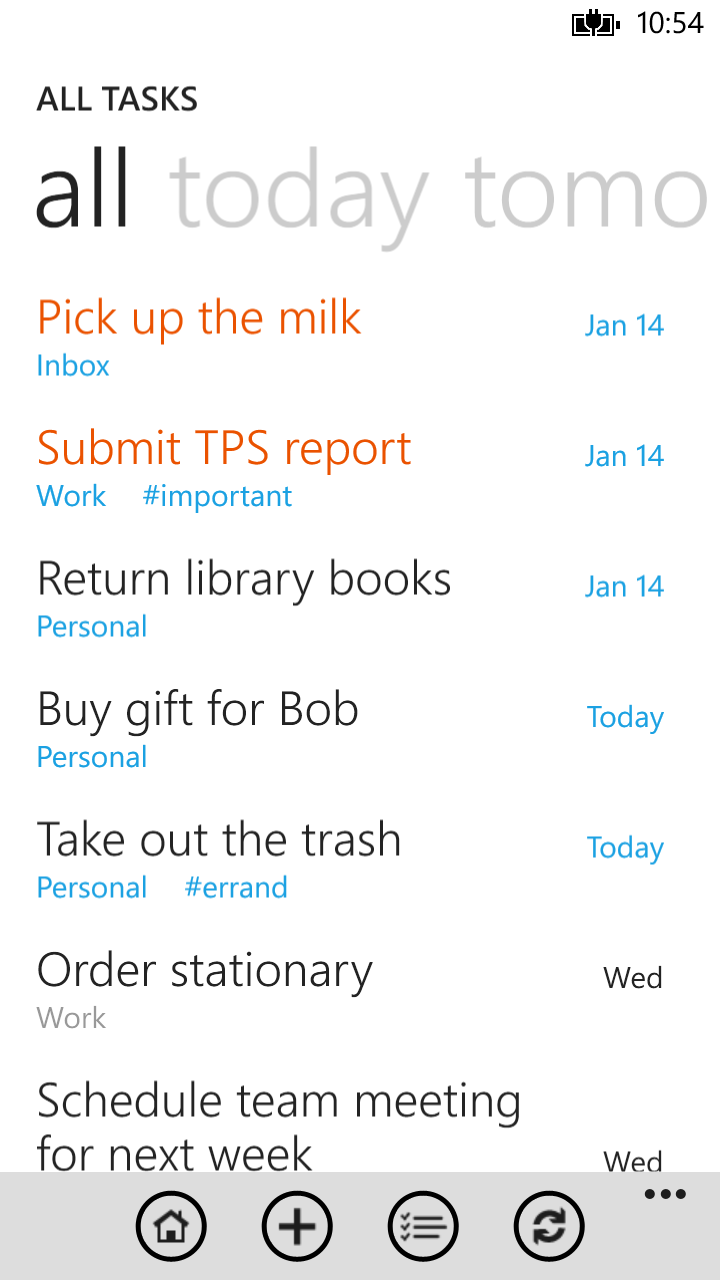 10:54
ALL TASKS
all today tomo
Pick up the milk
Jan 14
Inbox
Submit TPS report
Jan 14
Work #important
Return library books
Jan 14
Personal
Buy gift for Bob
Today
Personal
Take out the trash
Today
Personal #errand
Order stationary
Wed
Work
Schedule team meeting
for next week
Wed